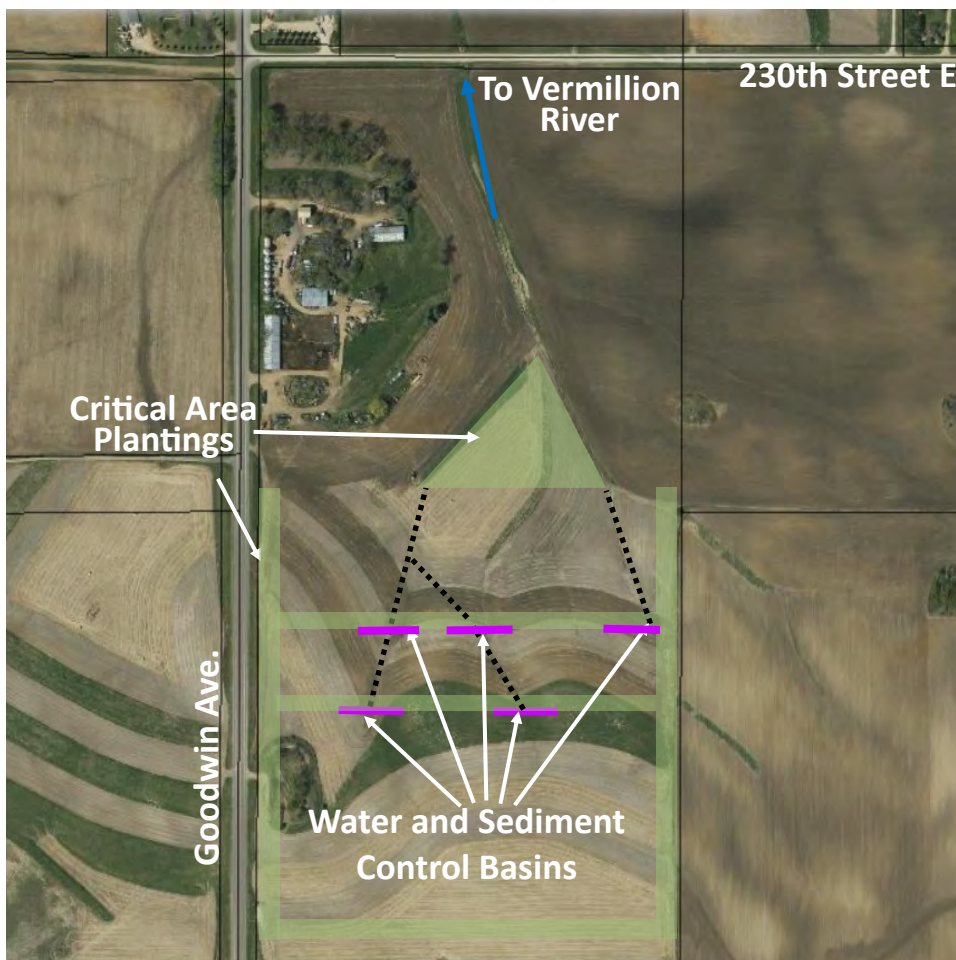 230th Street E
To Vermillion
River
Critical Area
Plantings
Goodwin Ave.
Water and Sediment
Control Basins